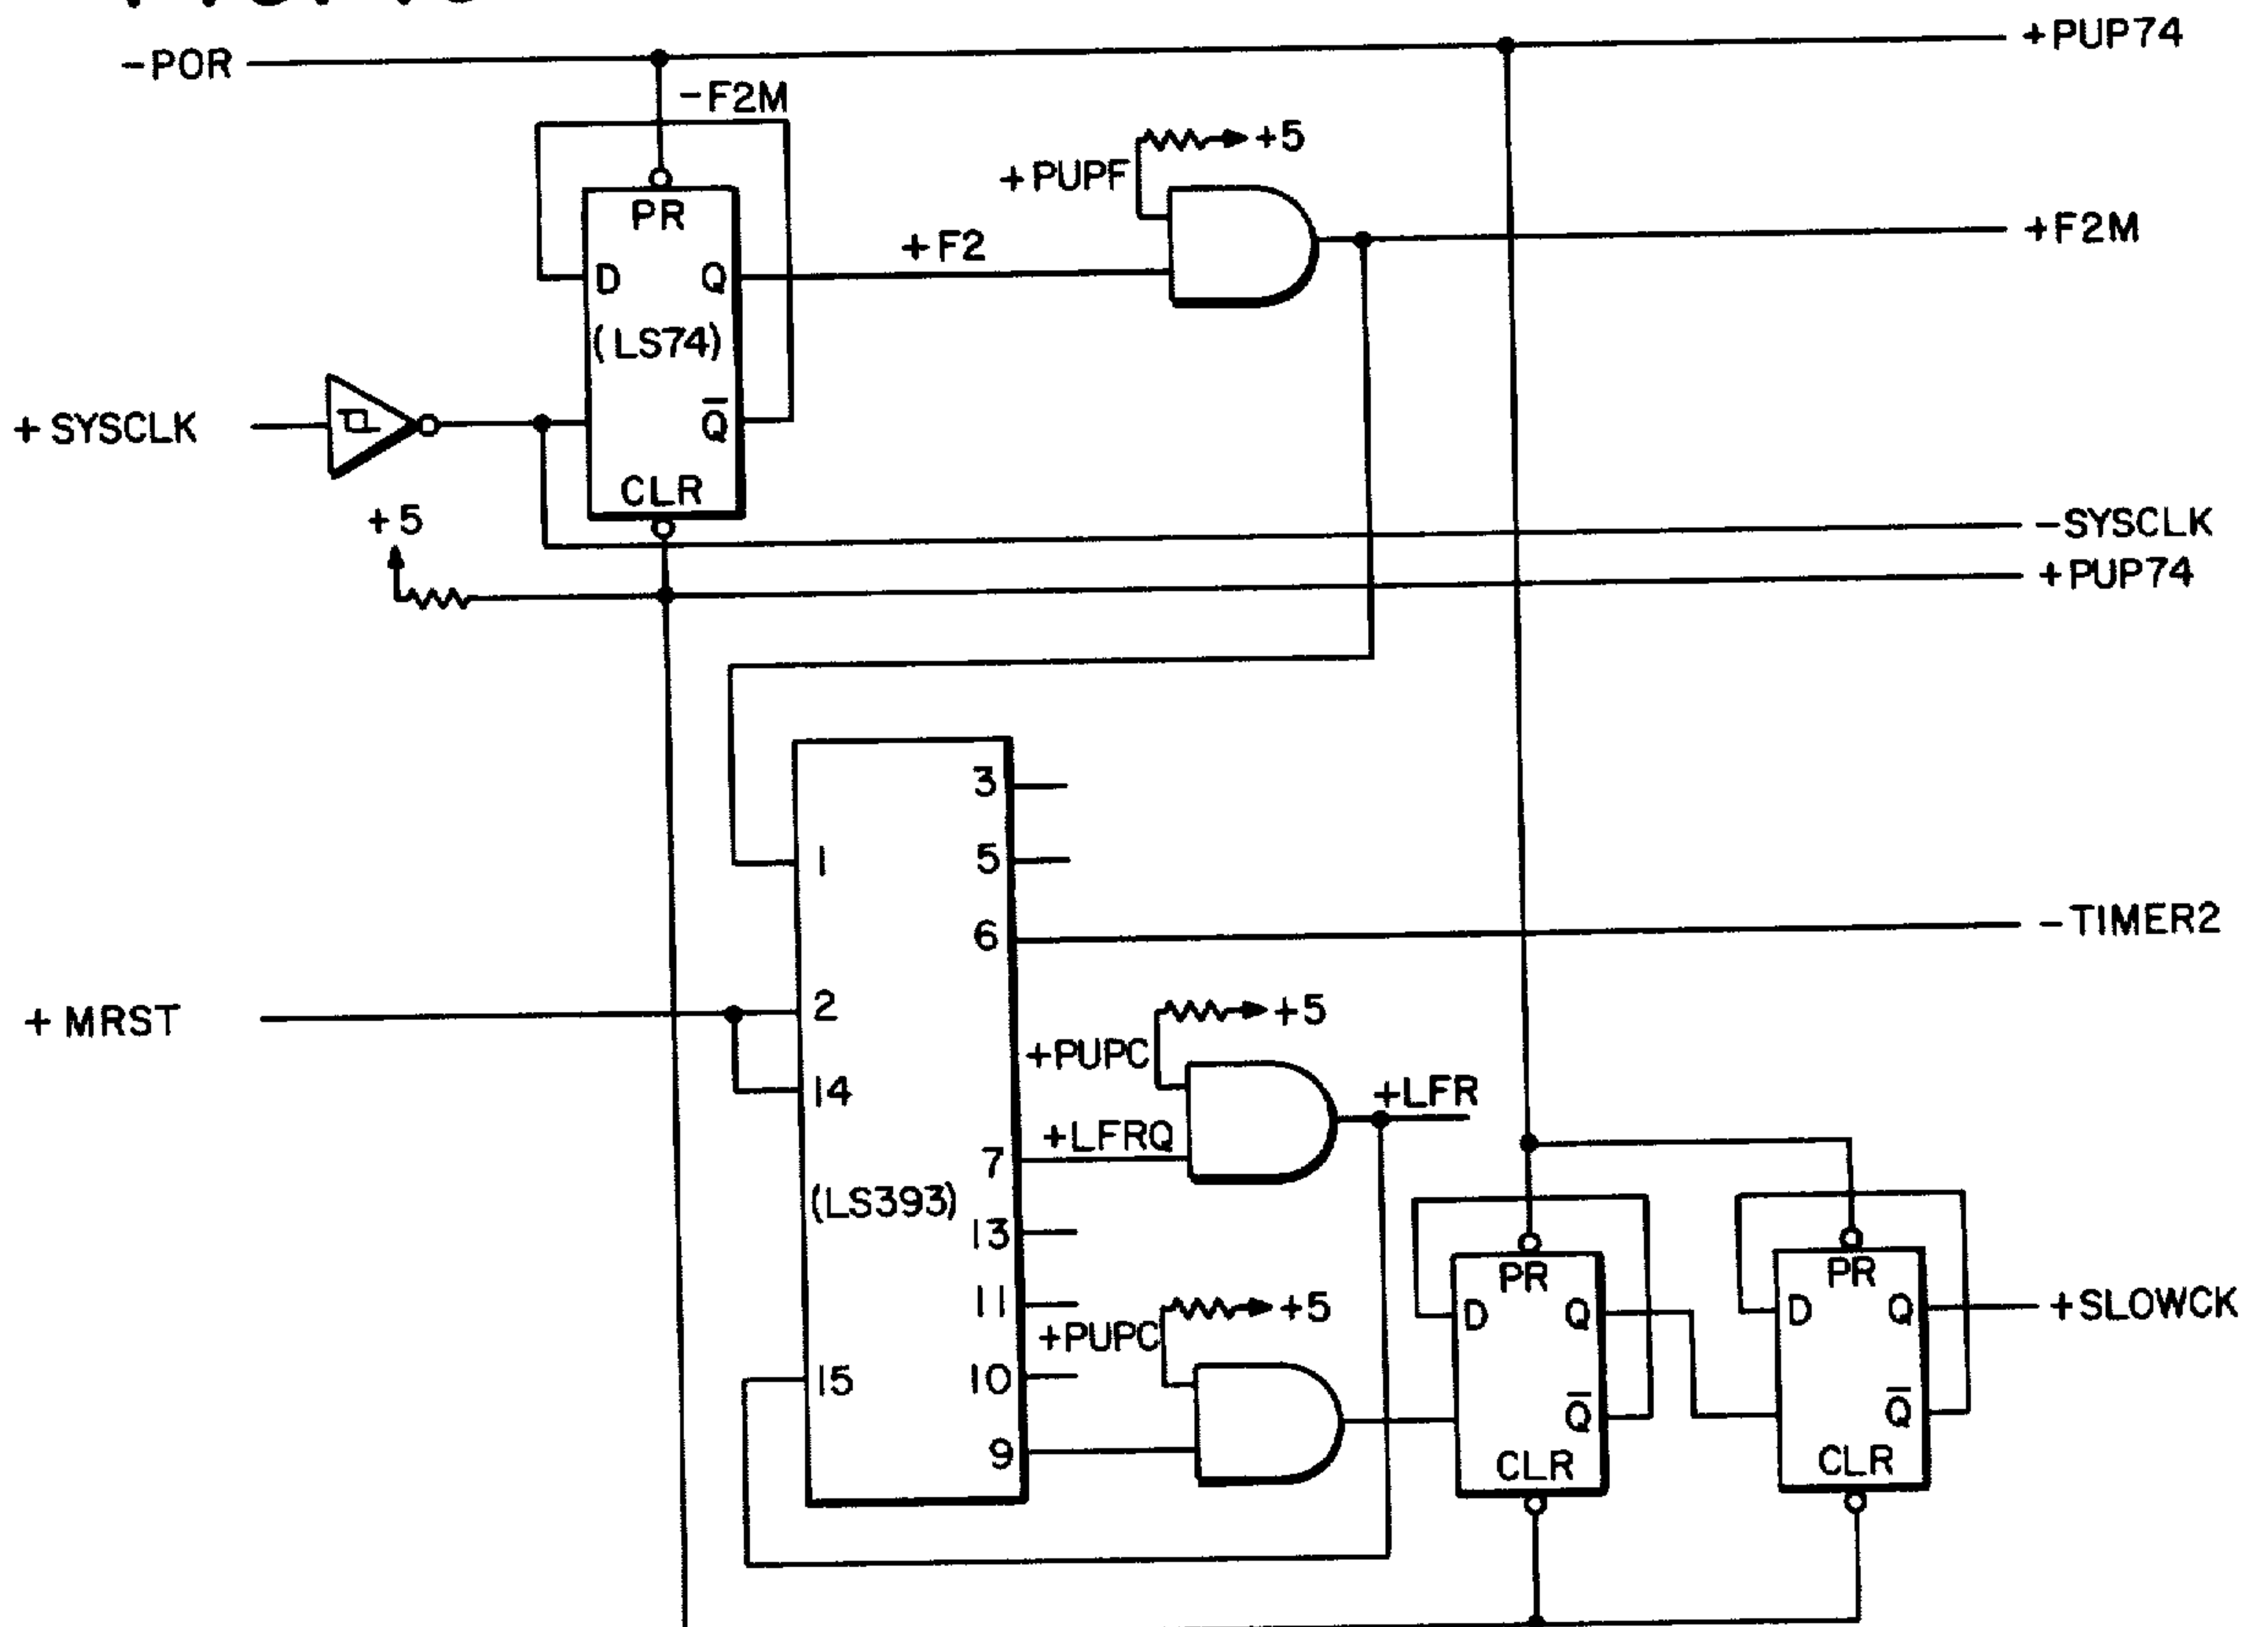 -POR
+PUP74
-F2M
+5
+PUPF
PR
+F2M
+F2
D Q
(LS74)
+SYSCLK
Q̅
CLR
+5
-SYSCLK
+PUP74
3
1
5
6
-TIMER2
+MRST
2
+5
+PUPC
14
+LFR
+LFRQ
7
(LS393)
13
PR
PR
11
+5
D Q
D Q
+SLOWCK
+PUPC
15
10
Q̅
Q̅
9
CLR
CLR